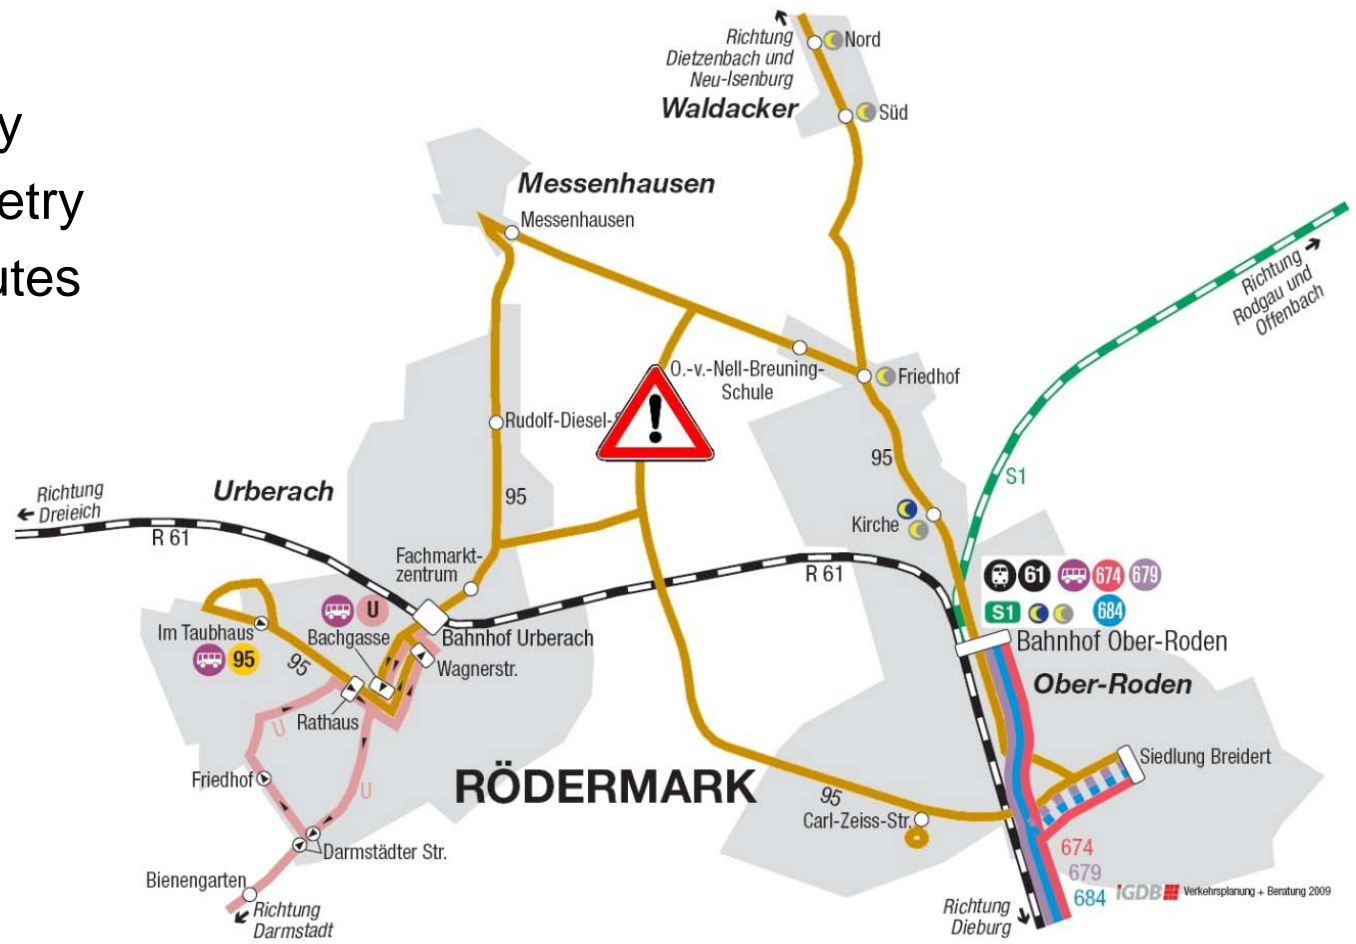 y
etry
utes
Richtung
Dietzenbach und
Neu-Isenburg
Nord
Waldacker
Süd
Messenhausen
Messenhausen
Richtung
Rodgau und
Offenbach
O.-v.-Nell-Breuning-
Schule
Friedhof
Rudolf-Diesel-
95
S1
Urberach
Richtung
Dreieich
R 61
95
Kirche
Fachmarkt-
zentrum
R 61
61 674 679
S1 684
U
Bachgasse
Bahnhof Urberach
Bahnhof Ober-Roden
Im Taubhaus
95
95
Wagnerstr.
Ober-Roden
Rathaus
U
Siedlung Breidert
Friedhof
U
RÖDERMARK
95
Carl-Zeiss-Str.
Darmstädter Str.
674
679
684
Bienengarten
Richtung
Darmstadt
Richtung
Dieburg
iGDB Verkehrsplanung + Beratung 2009